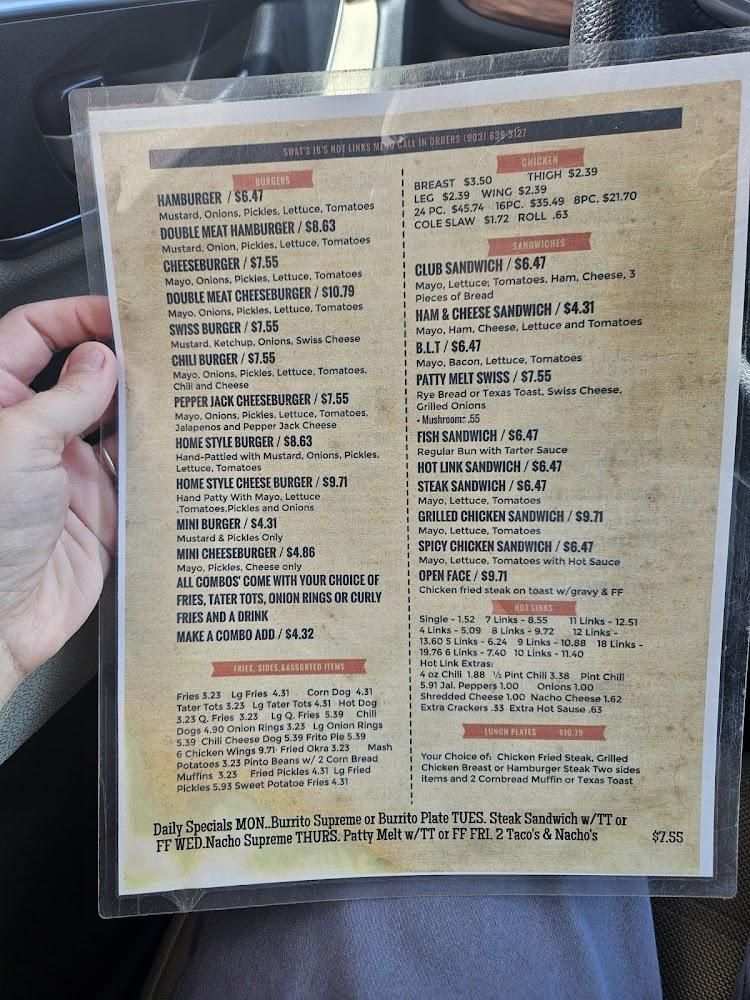 SWAT'S JB'S HOT LINKS MENU CALL IN ORDERS (903) 639 3127
BURGERS
HAMBURGER / $6.47
Mustard, Onions, Pickles, Lettuce, Tomatoes
DOUBLE MEAT HAMBURGER / $8.63
Mustard, Onion, Pickles, Lettuce, Tomatoes
CHEESEBURGER / $7.55
Mayo, Onions, Pickles, Lettuce, Tomatoes
DOUBLE MEAT CHEESEBURGER / $10.79
Mayo, Onions, Pickles, Lettuce, Tomatoes
SWISS BURGER / $7.55
Mustard, Ketchup, Onions, Swiss Cheese
CHILI BURGER / $7.55
Mayo, Onions, Pickles, Lettuce, Tomatoes,
Chili and Cheese
PEPPER JACK CHEESEBURGER / $7.55
Mayo, Onions, Pickles, Lettuce, Tomatoes,
Jalapenos and Pepper Jack Cheese
HOME STYLE BURGER / $8.63
Hand-Pattied with Mustard, Onions, Pickles,
Lettuce, Tomatoes
HOME STYLE CHEESE BURGER / $9.71
Hand Patty With Mayo, Lettuce
,Tomatoes,Pickles and Onions
MINI BURGER / $4.31
Mustard & Pickles Only
MINI CHEESEBURGER / $4.86
Mayo, Pickles, Cheese only
ALL COMBOS' COME WITH YOUR CHOICE OF
FRIES, TATER TOTS, ONION RINGS OR CURLY
FRIES AND A DRINK
MAKE A COMBO ADD / $4.32
FRIES, SIDES,&ASSORTED ITEMS
Fries 3.23 Lg Fries 4.31 Corn Dog 4.31
Tater Tots 3.23 Lg Tater Tots 4.31 Hot Dog
3.23 Q. Fries 3.23 Lg Q. Fries 5.39 Chili
Dogs 4.90 Onion Rings 3.23 Lg Onion Rings
5.39 Chili Cheese Dog 5.39 Frito Pie 5.39
6 Chicken Wings 9.71 Fried Okra 3.23 Mash
Potatoes 3.23 Pinto Beans w/ 2 Corn Bread
Muffins 3.23 Fried Pickles 4.31 Lg Fried
Pickles 5.93 Sweet Potatoe Fries 4.31
CHICKEN
BREAST $3.50 THIGH $2.39
LEG $2.39 WING $2.39
24 PC. $45.74 16PC. $35.49 8PC. $21.70
COLE SLAW $1.72 ROLL .63
SANDWICHES
CLUB SANDWICH / $6.47
Mayo, Lettuce, Tomatoes, Ham, Cheese, 3
Pieces of Bread
HAM & CHEESE SANDWICH / $4.31
Mayo, Ham, Cheese, Lettuce and Tomatoes
B.L.T / $6.47
Mayo, Bacon, Lettuce, Tomatoes
PATTY MELT SWISS / $7.55
Rye Bread or Texas Toast, Swiss Cheese,
Grilled Onions
• Mushrooms .55
FISH SANDWICH / $6.47
Regular Bun with Tarter Sauce
HOT LINK SANDWICH / $6.47
STEAK SANDWICH / $6.47
Mayo, Lettuce, Tomatoes
GRILLED CHICKEN SANDWICH / $9.71
Mayo, Lettuce, Tomatoes
SPICY CHICKEN SANDWICH / $6.47
Mayo, Lettuce, Tomatoes with Hot Sauce
OPEN FACE / $9.71
Chicken fried steak on toast w/gravy & FF
HOT LINKS
Single - 1.52 7 Links - 8.55 11 Links - 12.51
4 Links - 5.09 8 Links - 9.72 12 Links -
13.60 5 Links - 6.24 9 Links - 10.88 18 Links -
19.76 6 Links - 7.40 10 Links - 11.40
Hot Link Extras:
4 oz Chili 1.88 ½ Pint Chili 3.38 Pint Chili
5.91 Jal. Peppers 1.00 Onions 1.00
Shredded Cheese 1.00 Nacho Cheese 1.62
Extra Crackers .33 Extra Hot Sause .63
LUNCH PLATES $10.79
Your Choice of: Chicken Fried Steak, Grilled
Chicken Breast or Hamburger Steak Two sides
items and 2 Cornbread Muffin or Texas Toast
Daily Specials MON..Burrito Supreme or Burrito Plate TUES. Steak Sandwich w/TT or
FF WED.Nacho Supreme THURS. Patty Melt w/TT or FF FRI. 2 Taco's & Nacho's $7.55